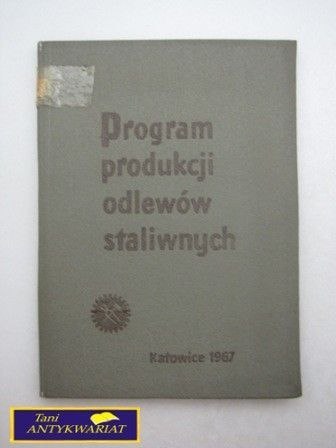 Program
produkcji
odlewów
staliwnych
Katowice 1967
Tani
ANTYKWARIAT